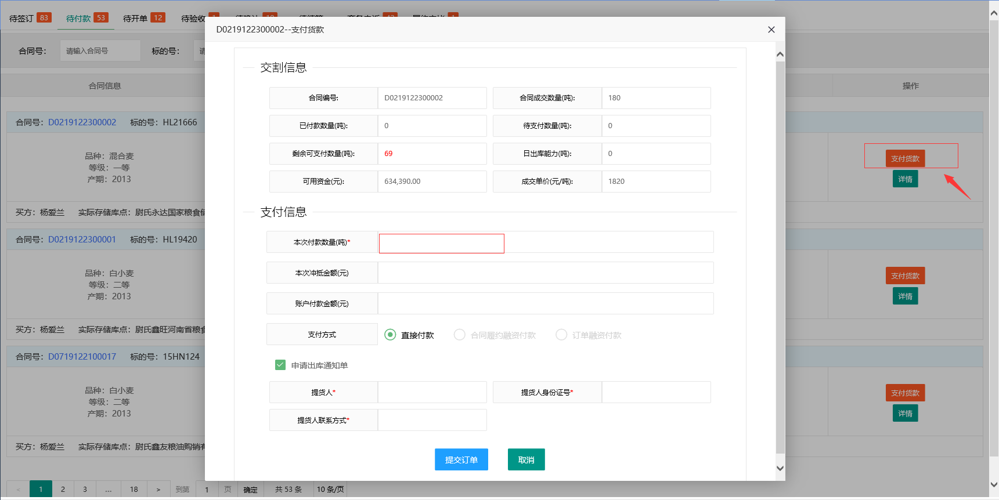 待签订 83 待付款 53 待开单 12 待验收
D0219122300002--支付货款
合同号： 请输入合同号 标的号： 请
合同信息 操作
交割信息
合同编号: D0219122300002 合同成交数量(吨): 180
已付款数量(吨): 0 待支付数量(吨): 0
剩余可支付数量(吨): 69 日出库能力(吨): 0
可用资金(元): 634,390.00 成交单价(元/吨): 1820
支付信息
本次付款数量(吨)*
本次冲抵金额(元)
账户付款金额(元)
支付方式 直接付款 合同履约融资付款 订单融资付款
申请出库通知单
提货人* 提货人身份证号*
提货人联系方式*
提交订单 取消
合同号：D0219122300002 标的号：HL21666
品种：混合麦
等级：一等
产期：2013
支付货款
详情
买方：杨爱兰 实际存储库点：尉氏永达国家粮食储
合同号：D0219122300001 标的号：HL19420
品种：白小麦
等级：二等
产期：2013
支付货款
详情
买方：杨爱兰 实际存储库点：尉氏鑫旺河南省粮食
合同号：D0719122100017 标的号：15HN124
品种：白小麦
等级：二等
产期：2013
支付货款
详情
买方：杨爱兰 实际存储库点：尉氏鑫友粮油购销有
< 1 2 3 … 18 > 到第 1 页 确定 共 53 条 10 条/页